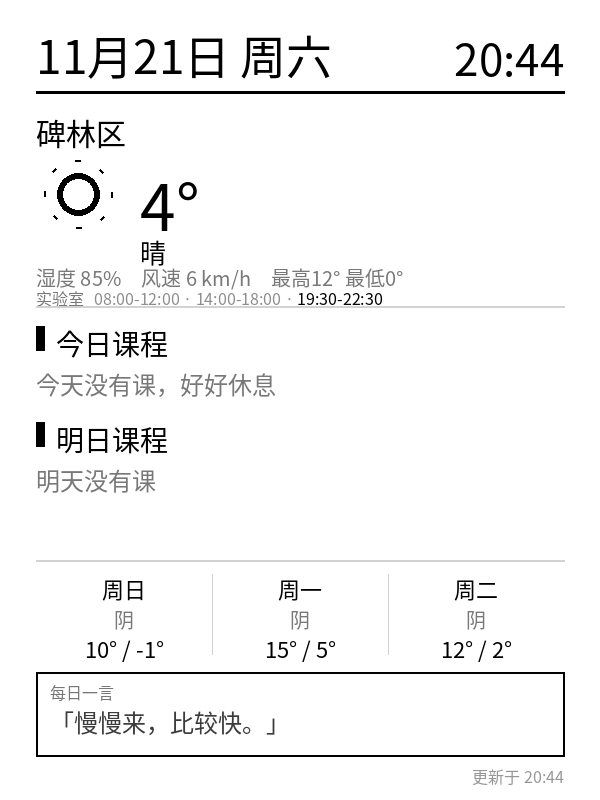 11月21日 周六 20:44
碑林区
4°
晴
湿度 85% 风速 6 km/h 最高12° 最低0°
实验室 08:00-12:00 · 14:00-18:00 · 19:30-22:30
今日课程
今天没有课，好好休息
明日课程
明天没有课
周日 周一 周二
阴 阴 阴
10° / -1° 15° / 5° 12° / 2°
每日一言
「慢慢来，比较快。」
更新于 20:44